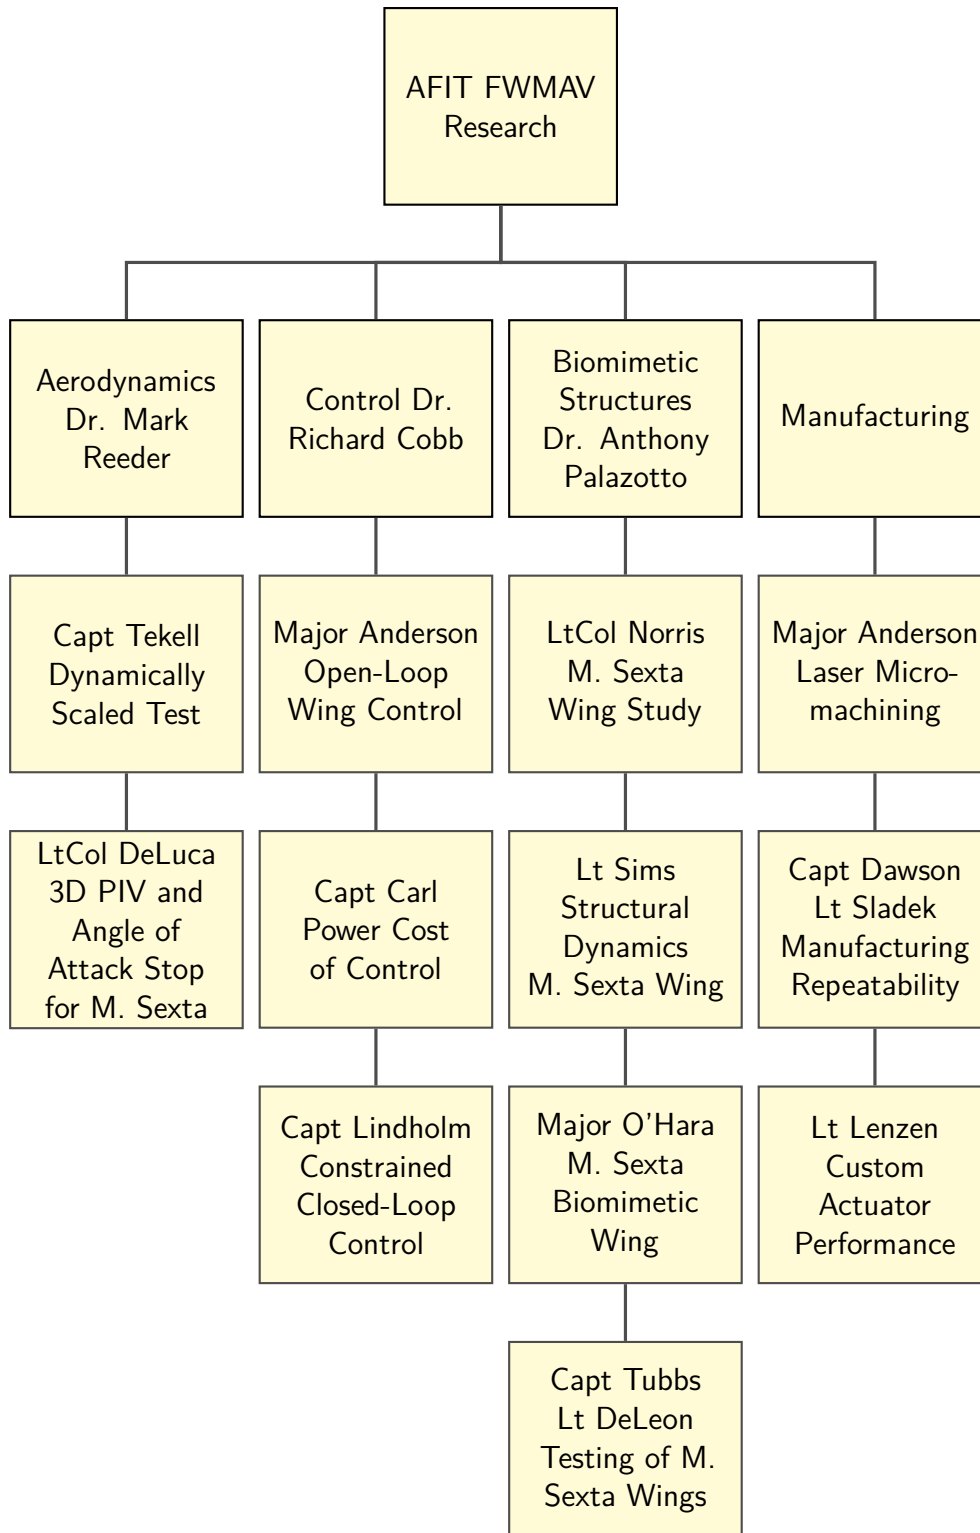 AFIT FWMAV
Research
Aerodynamics
Dr. Mark
Reeder
Control Dr.
Richard Cobb
Biomimetic
Structures
Dr. Anthony
Palazotto
Manufacturing
Capt Tekell
Dynamically
Scaled Test
Major Anderson
Open-Loop
Wing Control
LtCol Norris
M. Sexta
Wing Study
Major Anderson
Laser Micro-
machining
LtCol DeLuca
3D PIV and
Angle of
Attack Stop
for M. Sexta
Capt Carl
Power Cost
of Control
Lt Sims
Structural
Dynamics
M. Sexta Wing
Capt Dawson
Lt Sladek
Manufacturing
Repeatability
Capt Lindholm
Constrained
Closed-Loop
Control
Major O'Hara
M. Sexta
Biomimetic
Wing
Lt Lenzen
Custom
Actuator
Performance
Capt Tubbs
Lt DeLeon
Testing of M.
Sexta Wings